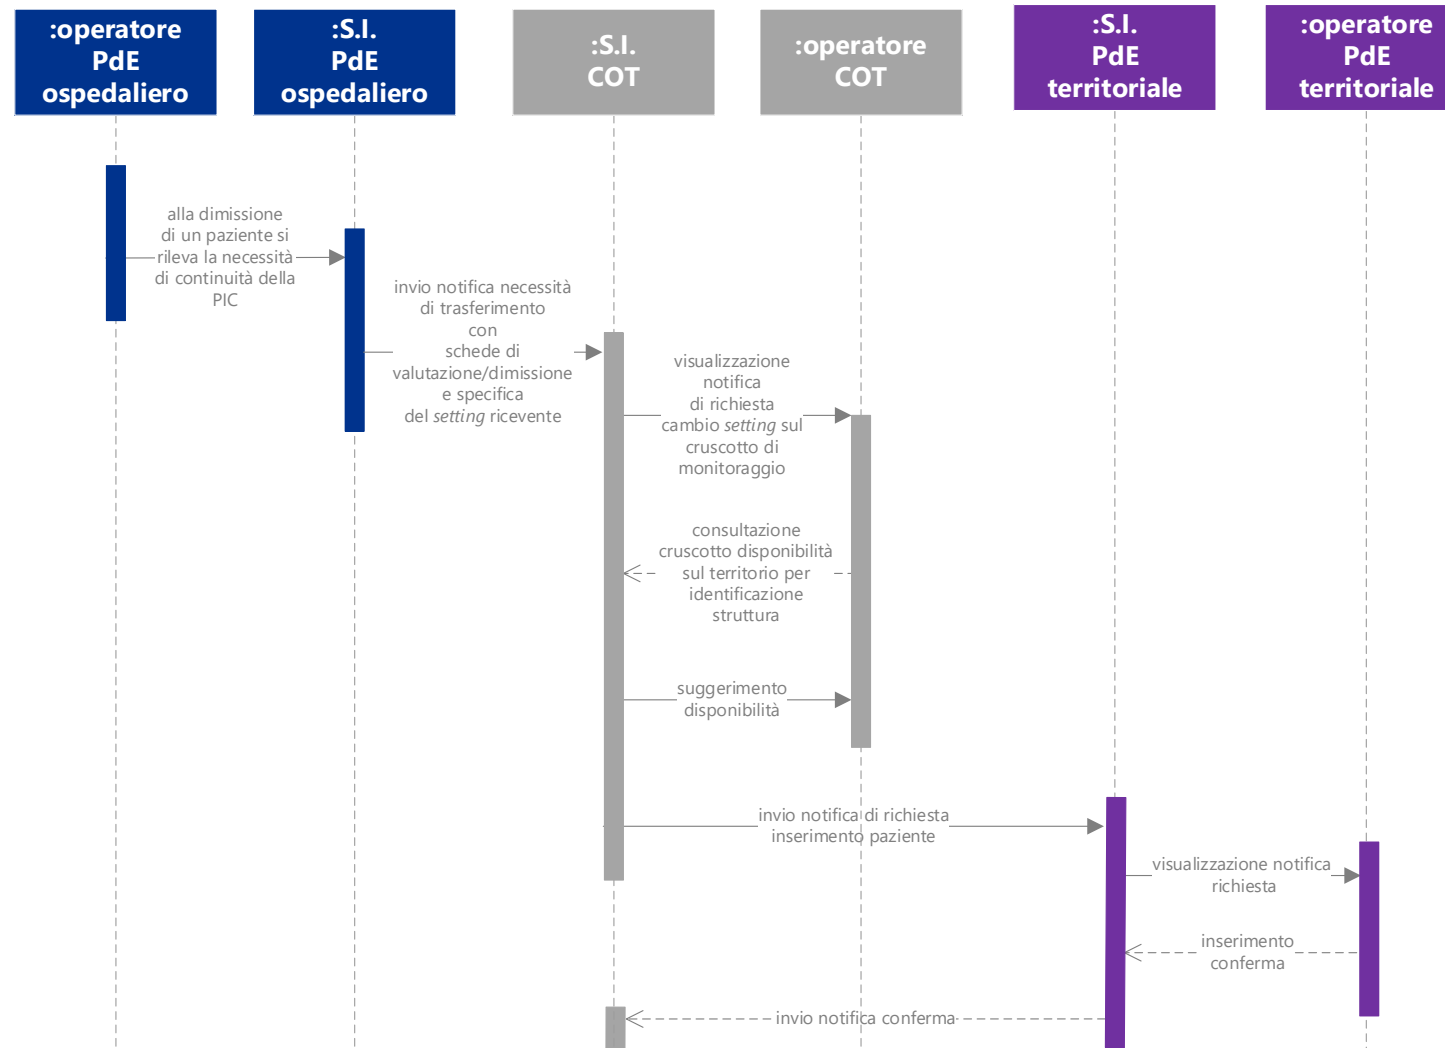 :operatore
PdE
ospedaliero
:S.I.
PdE
ospedaliero
:S.I.
COT
:operatore
COT
:S.I.
PdE
territoriale
:operatore
PdE
territoriale
alla dimissione
di un paziente si
rileva la necessità
di continuità della
PIC
invio notifica necessità
di trasferimento
con
schede di
valutazione/dimissione
e specifica
del setting ricevente
visualizzazione
notifica
di richiesta
cambio setting sul
cruscotto di
monitoraggio
consultazione
cruscotto disponibilità
sul territorio per
identificazione
struttura
suggerimento
disponibilità
invio notifica di richiesta
inserimento paziente
visualizzazione notifica
richiesta
inserimento
conferma
invio notifica conferma